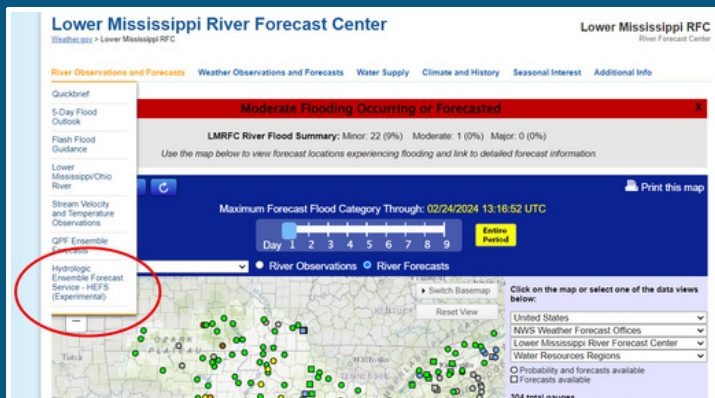 Lower Mississippi River Forecast Center
Lower Mississippi RFC
Weather.gov > Lower Mississippi RFC
River Forecast Center
River Observations and Forecasts Weather Observations and Forecasts Water Supply Climate and History Seasonal Interest Additional Info
Quickbrief
5-Day Flood
Outlook
Flash Flood
Guidance
Lower
Mississippi/Ohio
River
Stream Velocity
and Temperature
Observations
QPF Ensemble
Forecasts
Hydrologic
Ensemble Forecast
Service - HEFS
(Experimental)
Moderate Flooding Occurring or Forecasted X
LMRFC River Flood Summary: Minor: 22 (9%) Moderate: 1 (0%) Major: 0 (0%)
Use the map below to view forecast locations experiencing flooding and link to detailed forecast information.
Print this map
Maximum Forecast Flood Category Through: 02/24/2024 13:16:52 UTC
Day 1 2 3 4 5 6 7 8 9
Entire
Period
River Observations River Forecasts
Switch Basemap
Reset View
Click on the map or select one of the data views
below:
United States
NWS Weather Forecast Offices
Lower Mississippi River Forecast Center
Water Resources Regions
Probability and forecasts available
Forecasts available
304 total gauges
OZARK
PLATEAU
Tulsa